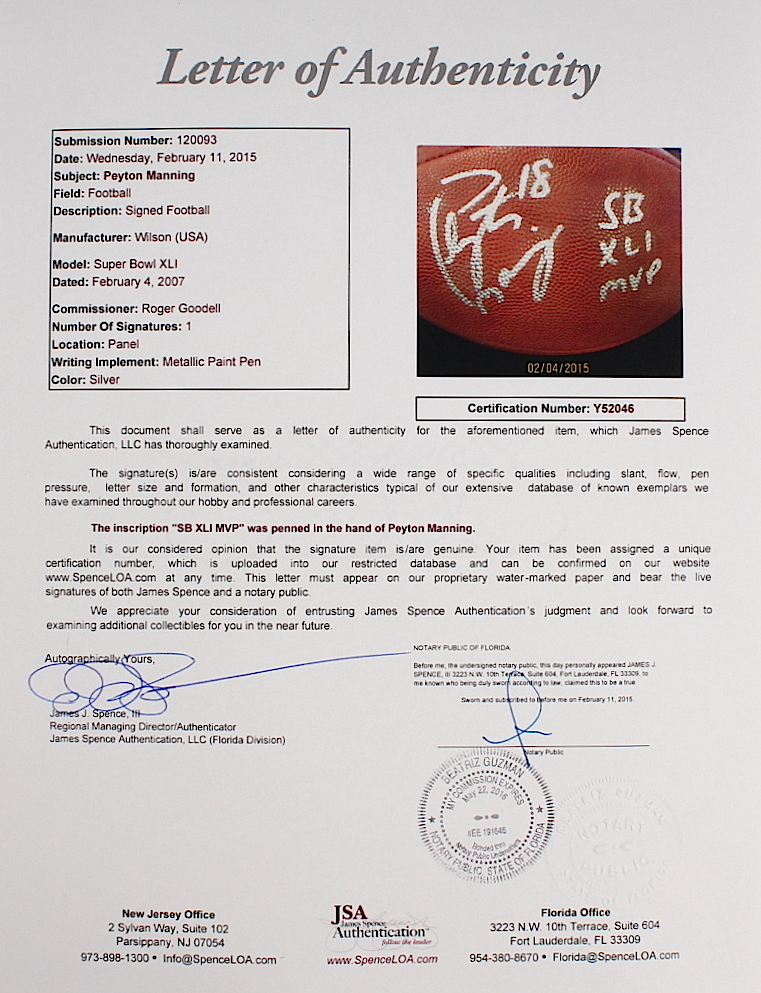 Letter of Authenticity
Submission Number: 120093
Date: Wednesday, February 11, 2015
Subject: Peyton Manning
Field: Football
Description: Signed Football
Manufacturer: Wilson (USA)
Model: Super Bowl XLI
Dated: February 4, 2007
Commissioner: Roger Goodell
Number Of Signatures: 1
Location: Panel
Writing Implement: Metallic Paint Pen
Color: Silver
18
SB
XLI
MVP
02/04/2015
Certification Number: Y52046
This document shall serve as a letter of authenticity for the aforementioned item, which James Spence
Authentication, LLC has thoroughly examined.
The signature(s) is/are consistent considering a wide range of specific qualities including slant, flow, pen
pressure, letter size and formation, and other characteristics typical of our extensive database of known exemplars we
have examined throughout our hobby and professional careers.
The inscription "SB XLI MVP" was penned in the hand of Peyton Manning.
It is our considered opinion that the signature item is/are genuine. Your item has been assigned a unique
certification number, which is uploaded into our restricted database and can be confirmed on our website
www.SpenceLOA.com at any time. This letter must appear on our proprietary water-marked paper and bear the live
signatures of both James Spence and a notary public.
We appreciate your consideration of entrusting James Spence Authentication's judgment and look forward to
examining additional collectibles for you in the near future.
Autographically Yours,
James J. Spence, III
Regional Managing Director/Authenticator
James Spence Authentication, LLC (Florida Division)
NOTARY PUBLIC OF FLORIDA
Before me, the undersigned notary public, this day personally appeared JAMES J.
SPENCE, III 3223 N.W. 10th Terrace, Suite 604, Fort Lauderdale, FL 33309, to
me known who being duly sworn according to law, claimed this to be a true
Sworn and subscribed to before me on February 11, 2015.
Notary Public
BEATRIZ GUZMAN
MY COMMISSION EXPIRES
May 22, 2016
#EE 191646
Bonded thru
Notary Public Underwriters
NOTARY PUBLIC, STATE OF FLORIDA
NOTARY
PUBLIC
New Jersey Office
2 Sylvan Way, Suite 102
Parsippany, NJ 07054
973-898-1300 • Info@SpenceLOA.com
JSA
James Spence
Authentication
follow the leader
www.SpenceLOA.com
Florida Office
3223 N.W. 10th Terrace, Suite 604
Fort Lauderdale, FL 33309
954-380-8670 • Florida@SpenceLOA.com